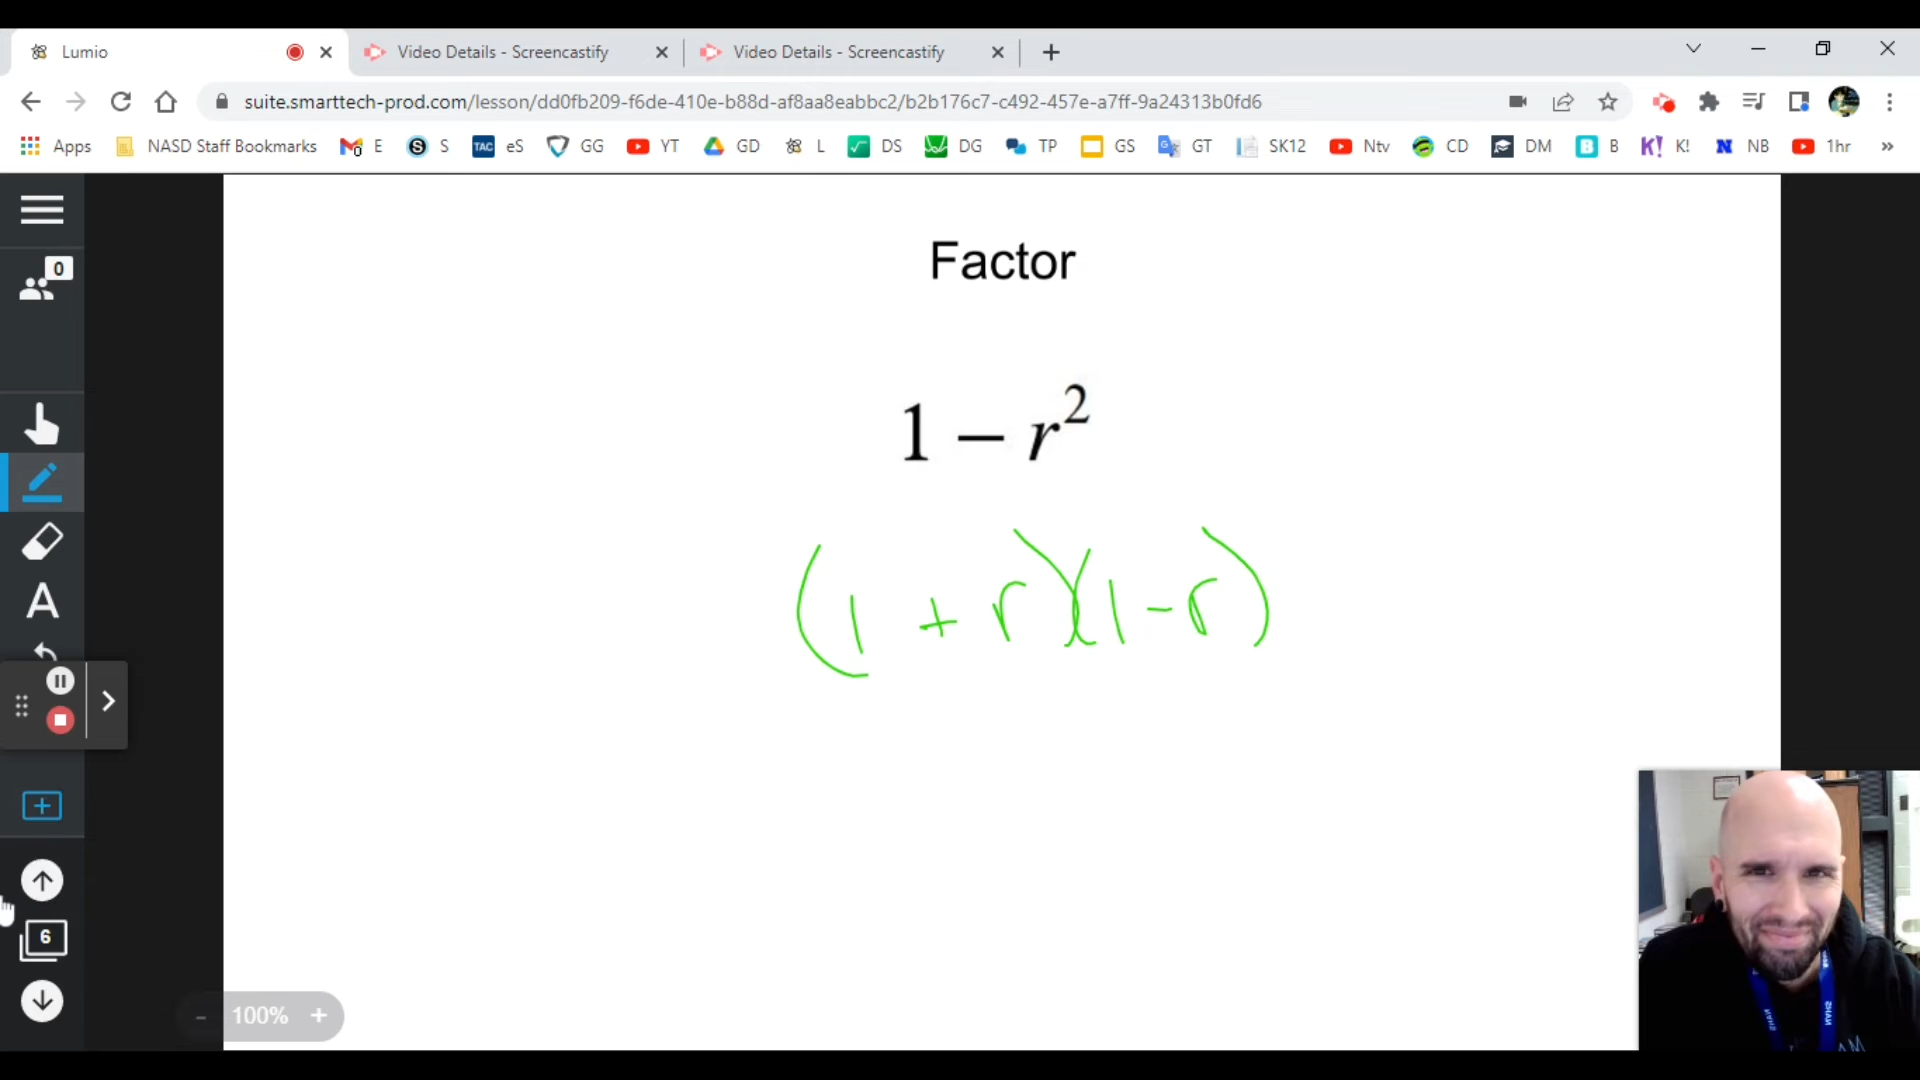 Lumio
Video Details - Screencastify
Video Details - Screencastify
suite.smarttech-prod.com/lesson/dd0fb209-f6de-410e-b88d-af8aa8eabbc2/b2b176c7-c492-457e-a7ff-9a24313b0fd6
Apps NASD Staff Bookmarks E S TAC eS GG YT GD L DS DG TP GS GT SK12 Ntv CD DM B B K! K! N NB 1hr »
0
Factor
1 − r²
(1 + r)(1 - r)
A
6
- 100% +
NAHS